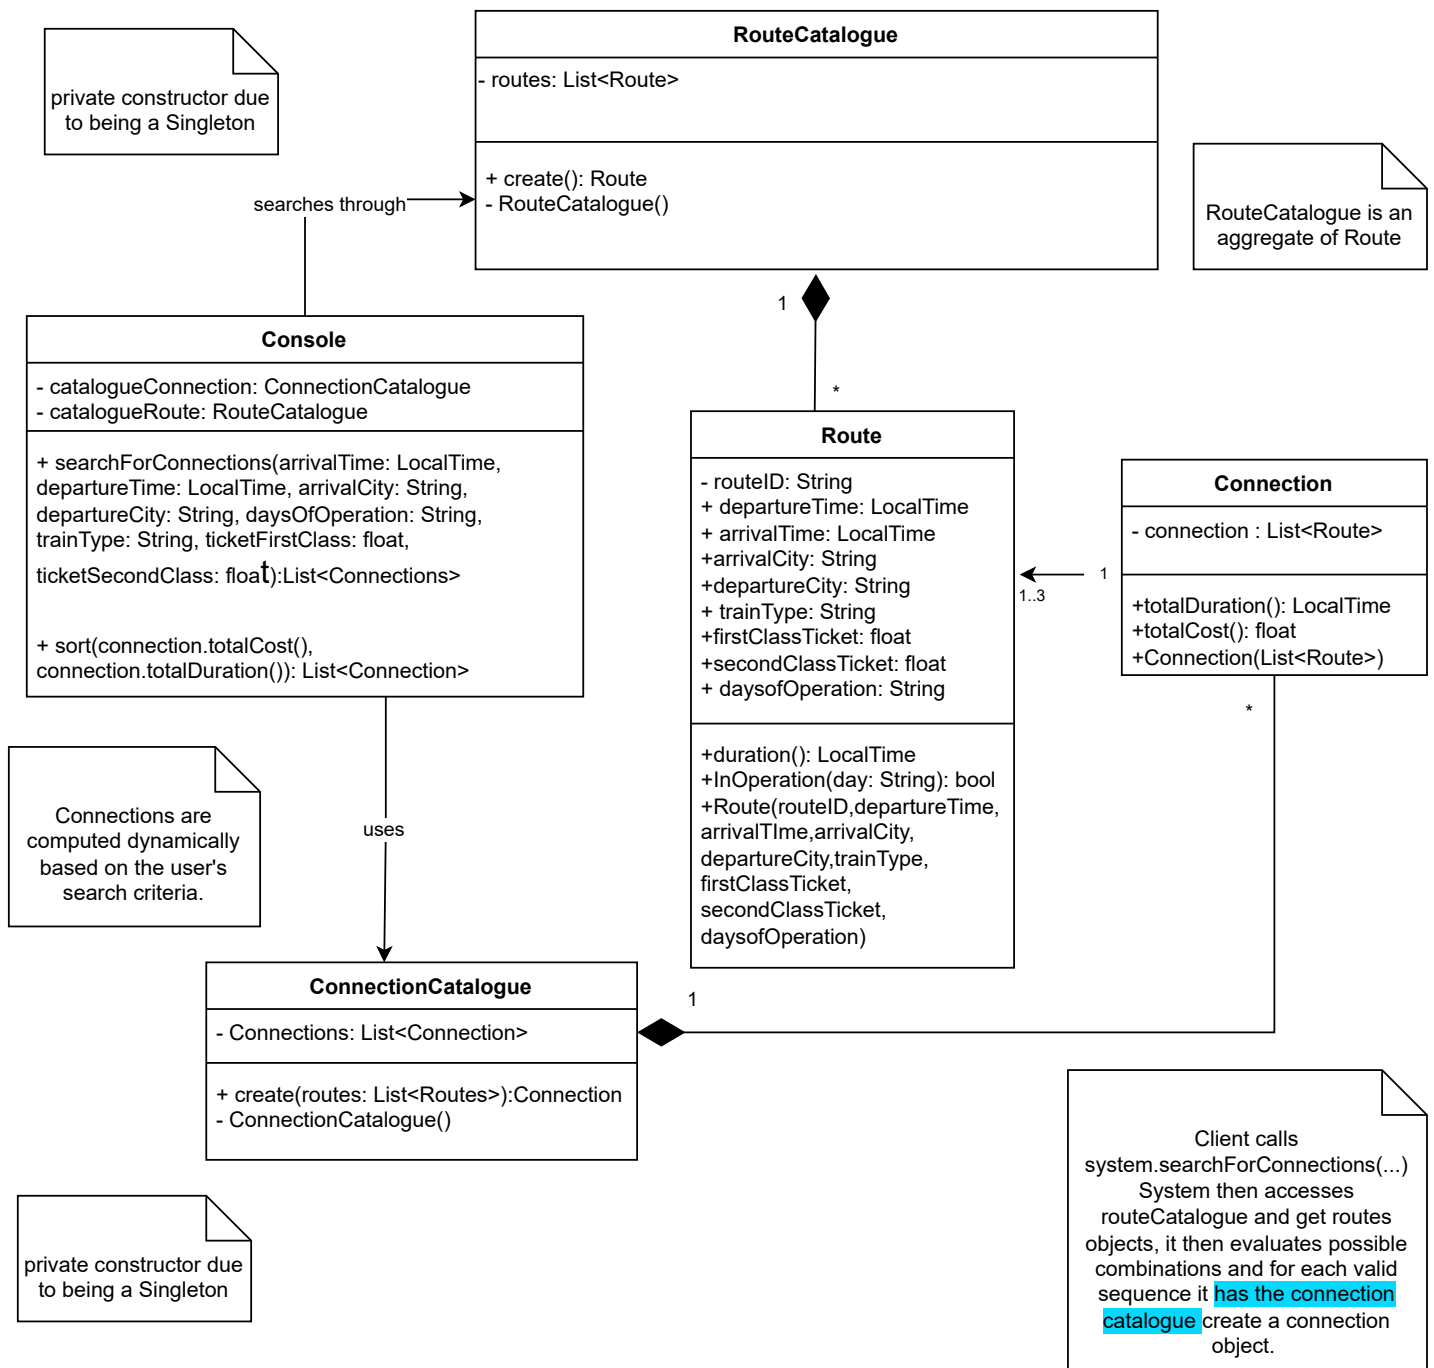 private constructor due
to being a Singleton
RouteCatalogue
- routes: List<Route>
+ create(): Route
- RouteCatalogue()
RouteCatalogue is an
aggregate of Route
searches through
1
*
Console
- catalogueConnection: ConnectionCatalogue
- catalogueRoute: RouteCatalogue
+ searchForConnections(arrivalTime: LocalTime,
departureTime: LocalTime, arrivalCity: String,
departureCity: String, daysOfOperation: String,
trainType: String, ticketFirstClass: float,
ticketSecondClass: float):List<Connections>
+ sort(connection.totalCost(),
connection.totalDuration()): List<Connection>
Route
- routeID: String
+ departureTime: LocalTime
+ arrivalTime: LocalTime
+arrivalCity: String
+departureCity: String
+ trainType: String
+firstClassTicket: float
+secondClassTicket: float
+ daysofOperation: String
+duration(): LocalTime
+InOperation(day: String): bool
+Route(routeID,departureTime,
arrivalTIme,arrivalCity,
departureCity,trainType,
firstClassTicket,
secondClassTicket,
daysofOperation)
1..3
1
Connection
- connection : List<Route>
+totalDuration(): LocalTime
+totalCost(): float
+Connection(List<Route>)
*
Connections are
computed dynamically
based on the user's
search criteria.
uses
ConnectionCatalogue
- Connections: List<Connection>
+ create(routes: List<Routes>):Connection
- ConnectionCatalogue()
1
private constructor due
to being a Singleton
Client calls
system.searchForConnections(...)
System then accesses
routeCatalogue and get routes
objects, it then evaluates possible
combinations and for each valid
sequence it has the connection
catalogue create a connection
object.